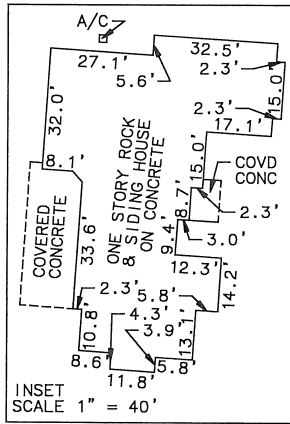 A/C
32.5'
27.1'
2.3'
5.6'
15.0'
32.0'
2.3'
17.1'
15.0'
COVD
CONC
8.1'
ONE STORY ROCK
& SIDING HOUSE
ON CONCRETE
8.7'
2.3'
COVERED
CONCRETE
33.6'
9.4'
3.0'
12.3'
14.2'
2.3'
5.8'
4.3'
10.8'
3.9'
13.1'
8.6'
5.8'
11.8'
INSET
SCALE 1" = 40'